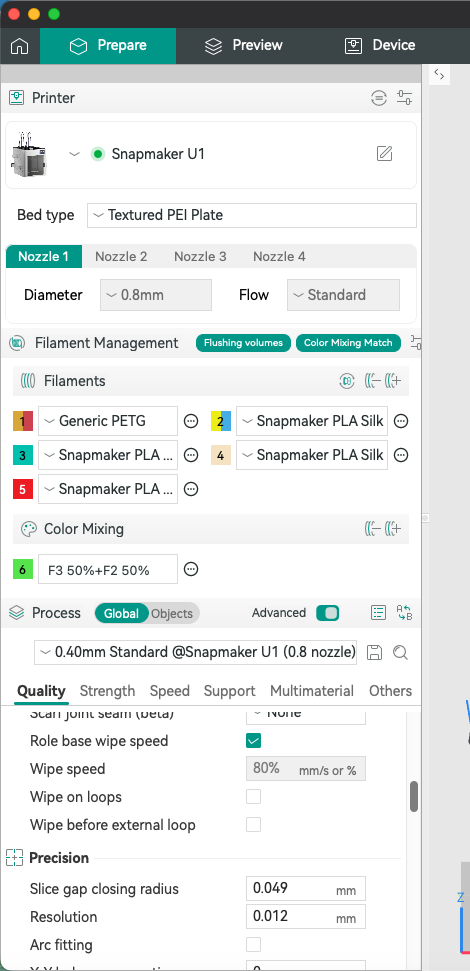 Prepare Preview Device
Printer
Snapmaker U1
Bed type Textured PEI Plate
Nozzle 1 Nozzle 2 Nozzle 3 Nozzle 4
Diameter 0.8mm Flow Standard
Filament Management Flushing volumes Color Mixing Match
Filaments
1 Generic PETG 2 Snapmaker PLA Silk
3 Snapmaker PLA ... 4 Snapmaker PLA Silk
5 Snapmaker PLA ...
Color Mixing
6 F3 50%+F2 50%
Process Global Objects Advanced A B
0.40mm Standard @Snapmaker U1 (0.8 nozzle)
Quality Strength Speed Support Multimaterial Others
Scarf joint seam (beta) None
Role base wipe speed
Wipe speed 80% mm/s or %
Wipe on loops
Wipe before external loop
Precision
Slice gap closing radius 0.049 mm
Resolution 0.012 mm
Arc fitting
Z